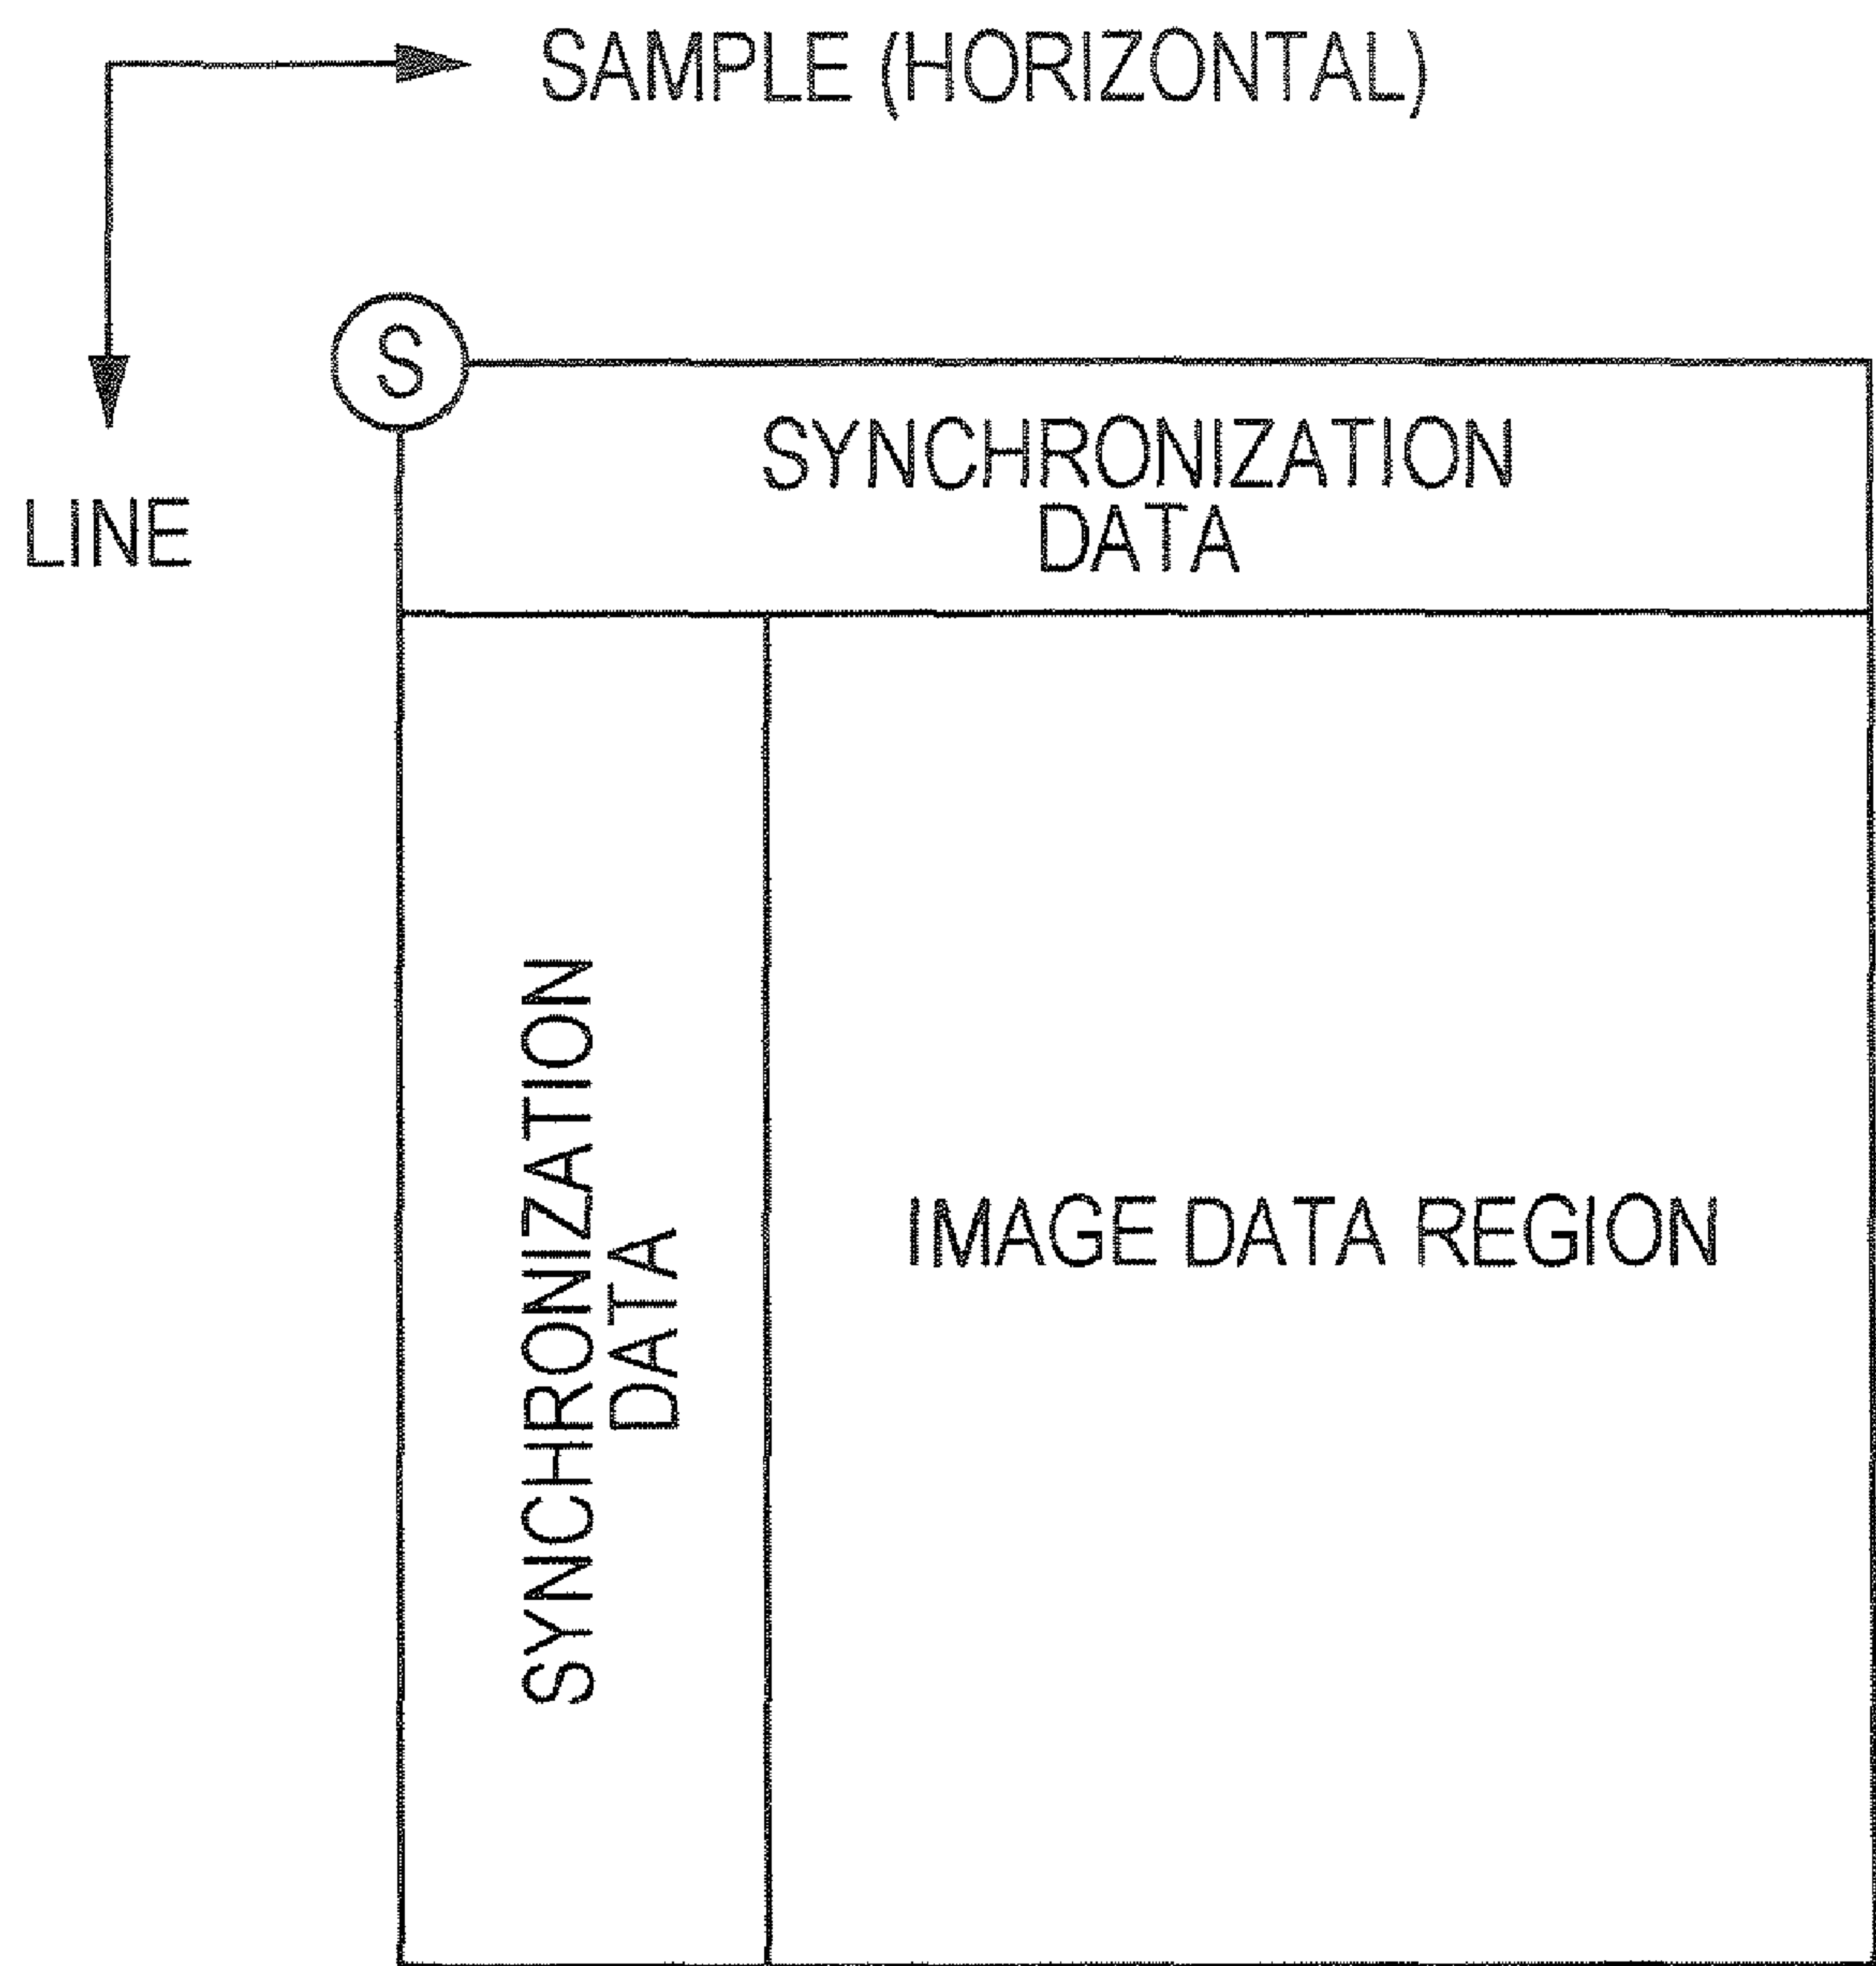 SAMPLE (HORIZONTAL)
LINE
S
SYNCHRONIZATION
DATA
SYNCHRONIZATION
DATA
IMAGE DATA REGION